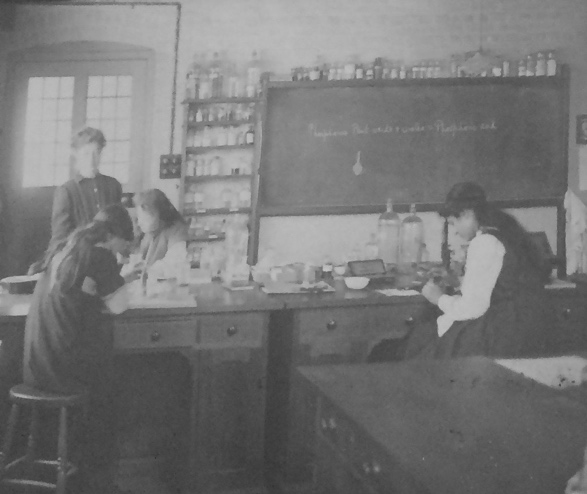 Phosphorus Pent oxide + water = Phosphoric acid